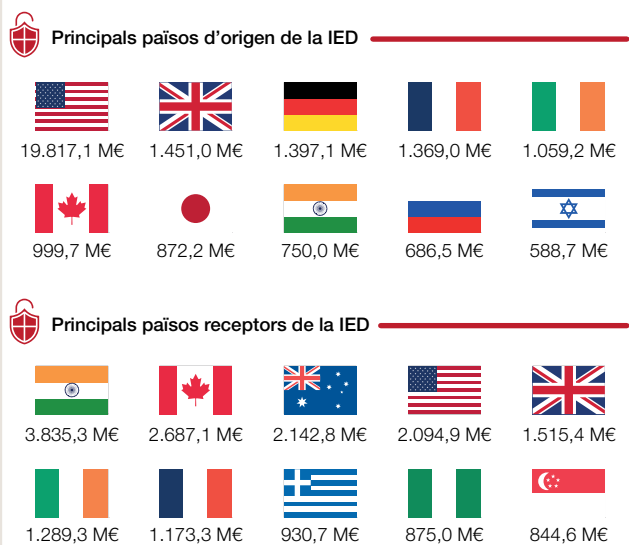 Principals països d'origen de la IED
19.817,1 M€ 1.451,0 M€ 1.397,1 M€ 1.369,0 M€ 1.059,2 M€
999,7 M€ 872,2 M€ 750,0 M€ 686,5 M€ 588,7 M€
Principals països receptors de la IED
3.835,3 M€ 2.687,1 M€ 2.142,8 M€ 2.094,9 M€ 1.515,4 M€
1.289,3 M€ 1.173,3 M€ 930,7 M€ 875,0 M€ 844,6 M€